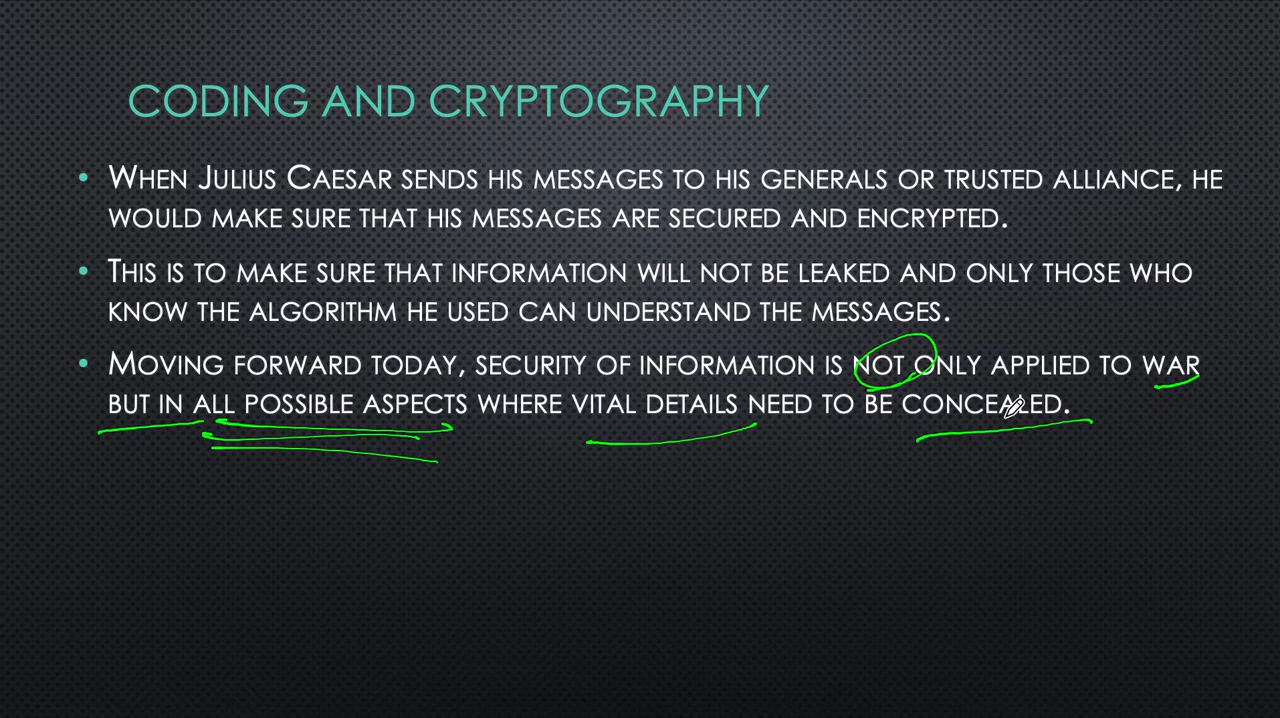 CODING AND CRYPTOGRAPHY
• WHEN JULIUS CAESAR SENDS HIS MESSAGES TO HIS GENERALS OR TRUSTED ALLIANCE, HE
WOULD MAKE SURE THAT HIS MESSAGES ARE SECURED AND ENCRYPTED.
• THIS IS TO MAKE SURE THAT INFORMATION WILL NOT BE LEAKED AND ONLY THOSE WHO
KNOW THE ALGORITHM HE USED CAN UNDERSTAND THE MESSAGES.
• MOVING FORWARD TODAY, SECURITY OF INFORMATION IS NOT ONLY APPLIED TO WAR
BUT IN ALL POSSIBLE ASPECTS WHERE VITAL DETAILS NEED TO BE CONCEALED.